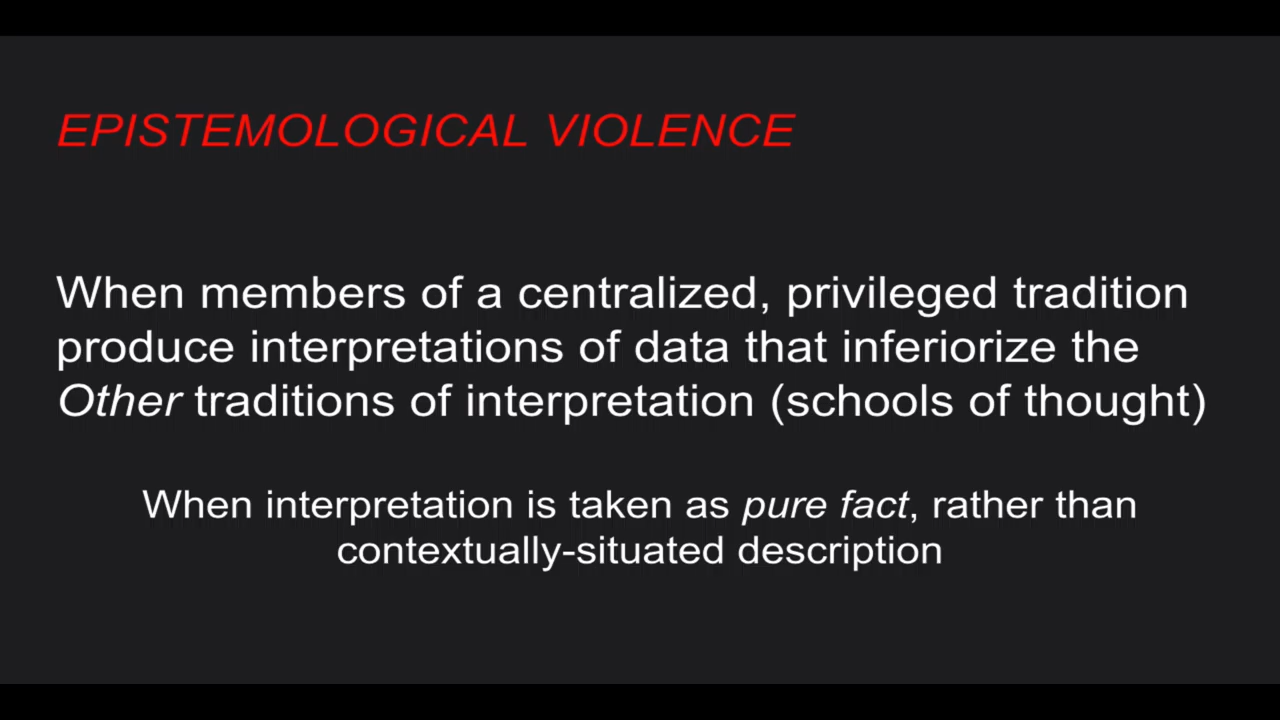 EPISTEMOLOGICAL VIOLENCE
When members of a centralized, privileged tradition
produce interpretations of data that inferiorize the
Other traditions of interpretation (schools of thought)
When interpretation is taken as pure fact, rather than
contextually-situated description